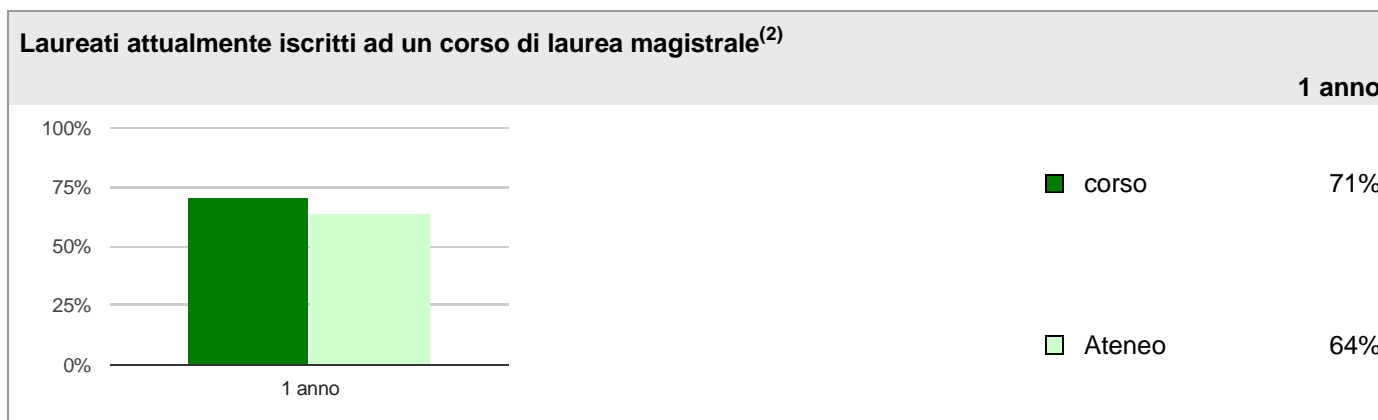 Laureati attualmente iscritti ad un corso di laurea magistrale(2)
1 anno
100%
75%
50%
25%
0%
1 anno
corso 71%
Ateneo 64%